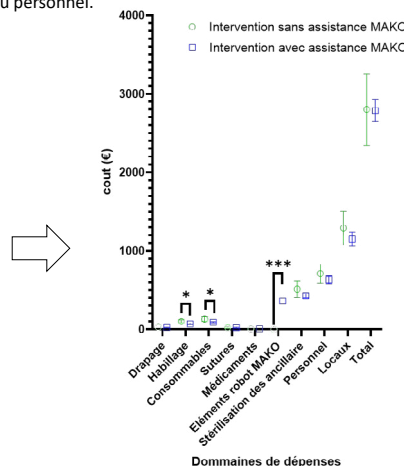 u personnel.
4000
Intervention sans assistance MAKO
Intervention avec assistance MAKO
3000
2000
1000
0
cout (€)
*
*
***
Drapage
Habillage
Consommables
Sutures
Médicaments
Eléments robot MAKO
Stérilisation des ancillaire
Personnel
Locaux
Total
Dommaines de dépenses